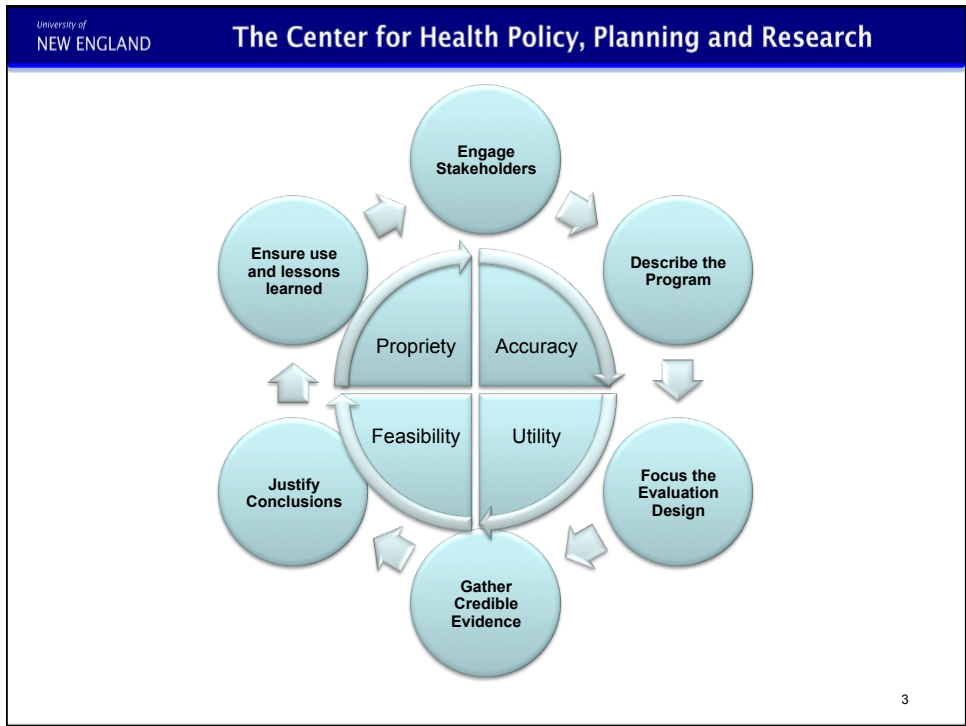 University of
NEW ENGLAND
The Center for Health Policy, Planning and Research
Engage
Stakeholders
Describe the
Program
Focus the
Evaluation
Design
Gather
Credible
Evidence
Justify
Conclusions
Ensure use
and lessons
learned
Propriety
Accuracy
Feasibility
Utility
3